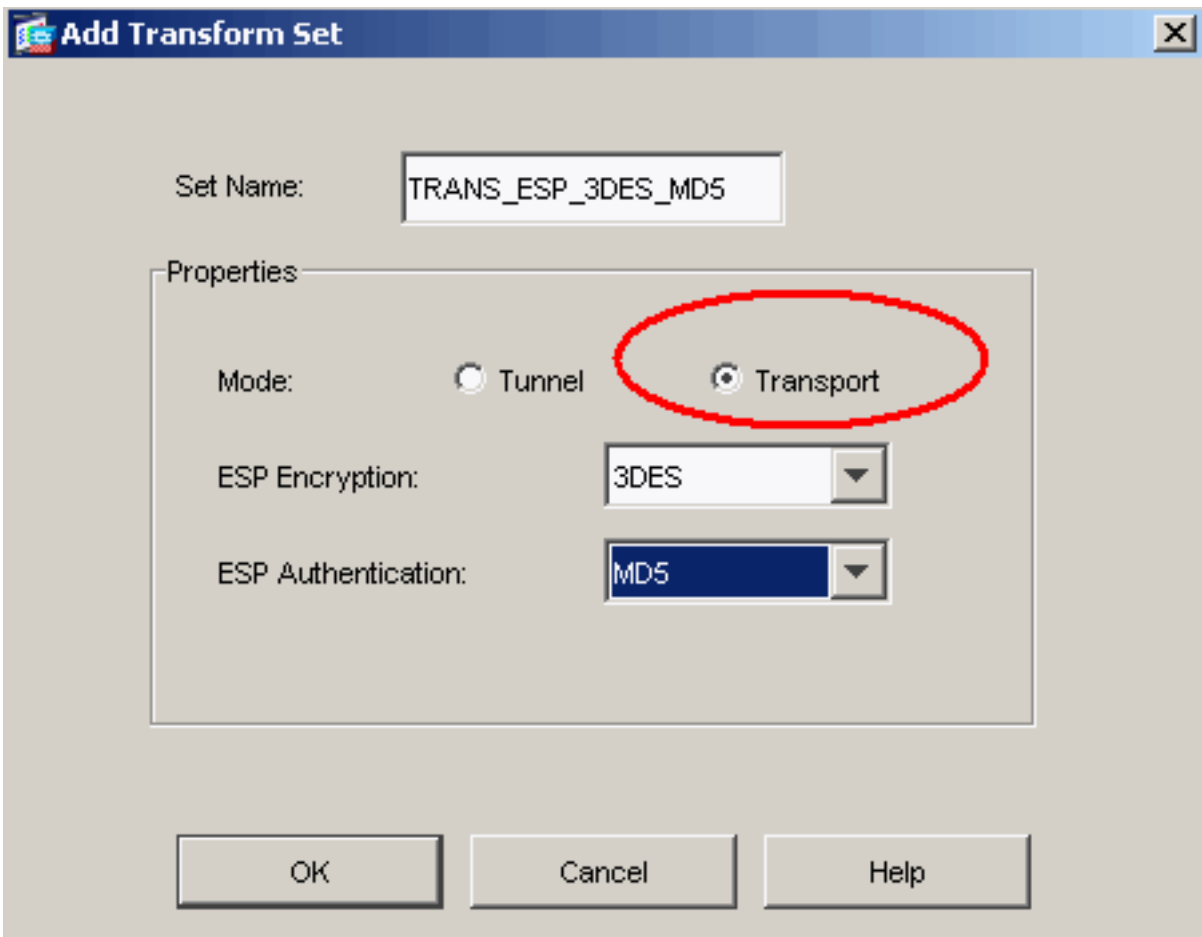 Add Transform Set
Set Name: TRANS_ESP_3DES_MD5
Properties
Mode: Tunnel Transport
ESP Encryption: 3DES
ESP Authentication: MD5
OK Cancel Help